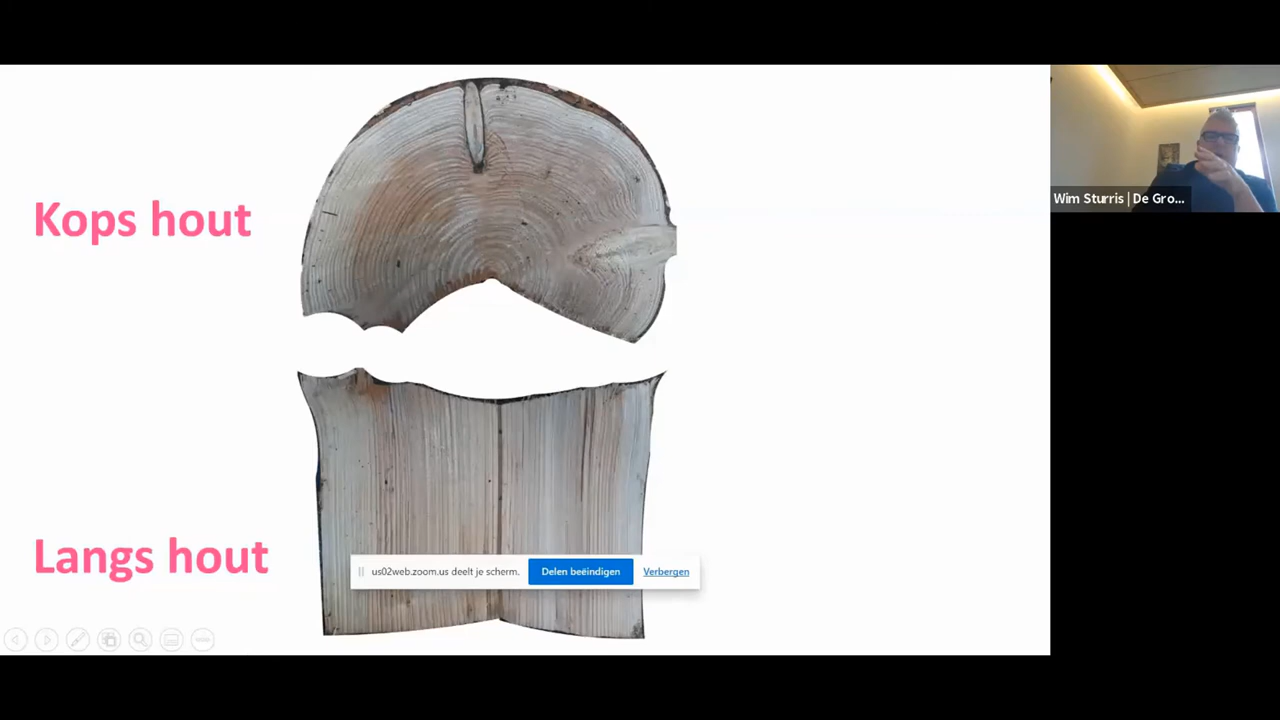 Kops hout
Wim Sturris | De Gro...
Langs hout
us02web.zoom.us deelt je scherm.
Delen beëindigen
Verbergen